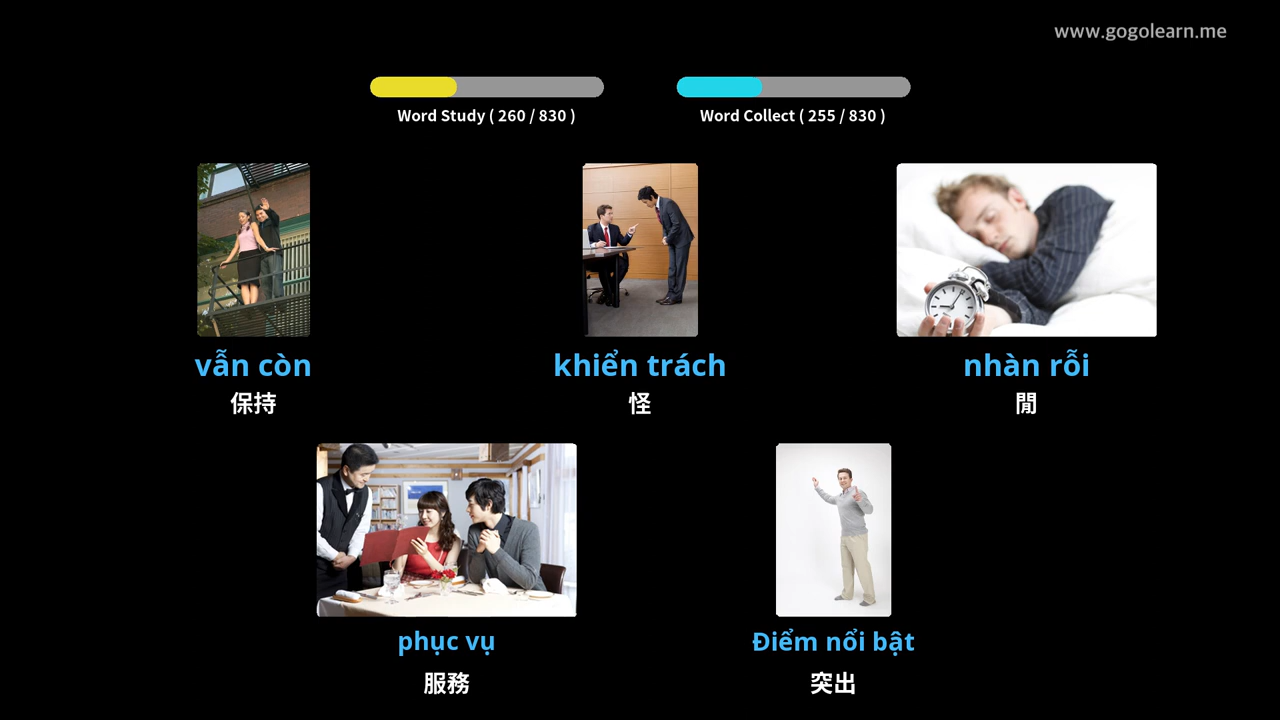 www.gogolearn.me
Word Study ( 260 / 830 )
Word Collect ( 255 / 830 )
vẫn còn
保持
khiển trách
怪
nhàn rỗi
閒
phục vụ
服務
Điểm nổi bật
突出